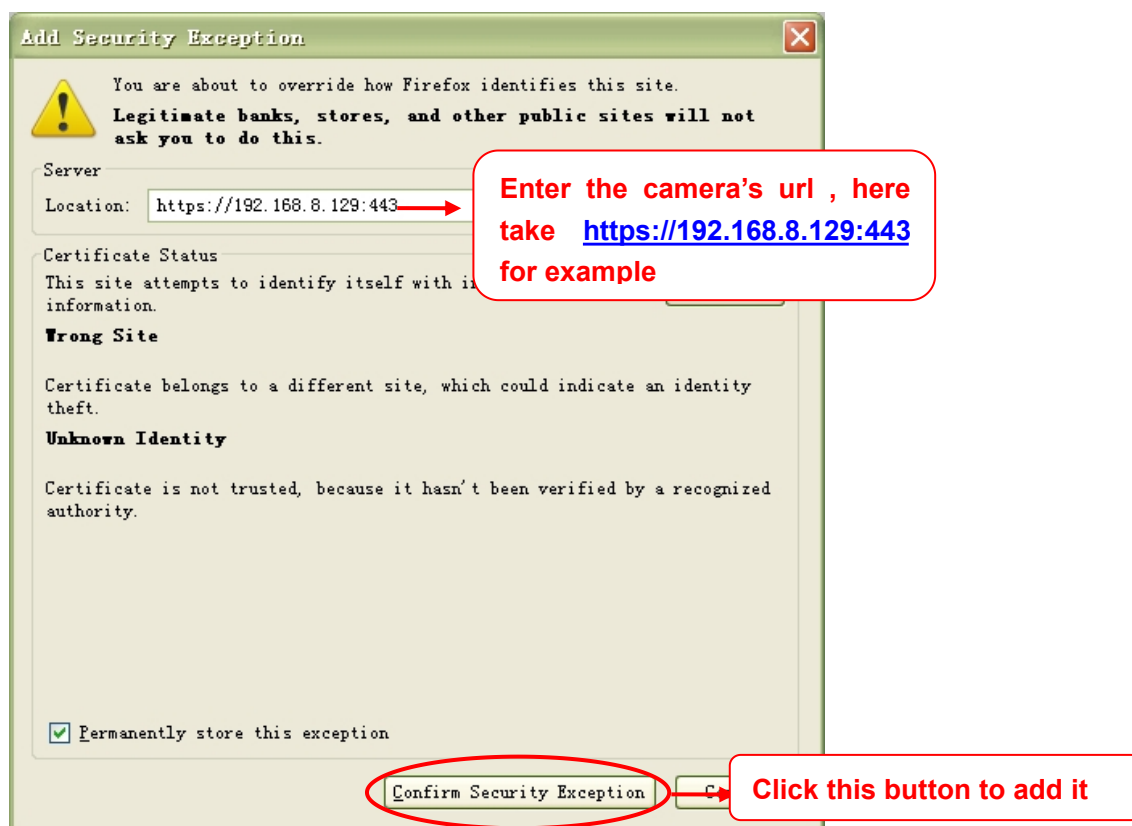 Add Security Exception
You are about to override how Firefox identifies this site.
Legitimate banks, stores, and other public sites will not
ask you to do this.
Server
Location: https://192.168.8.129:443
Enter the camera's url , here
take https://192.168.8.129:443
for example
Certificate Status
This site attempts to identify itself with
information.
Wrong Site
Certificate belongs to a different site, which could indicate an identity
theft.
Unknown Identity
Certificate is not trusted, because it hasn't been verified by a recognized
authority.
Permanently store this exception
Confirm Security Exception
Click this button to add it